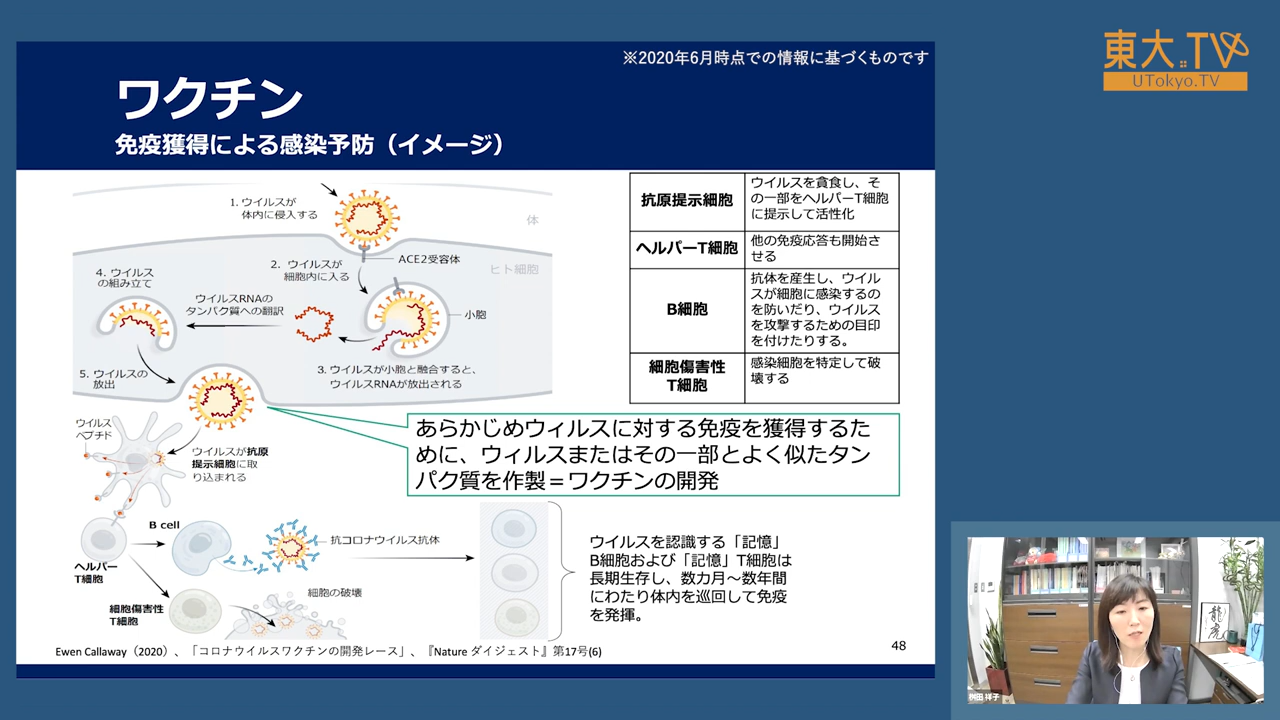 ※2020年6月時点での情報に基づくものです
東大.TV
UTokyo.TV
ワクチン
免疫獲得による感染予防（イメージ）
1. ウイルスが
体内に侵入する
体
ACE2受容体
ヒト細胞
2. ウイルスが
細胞内に入る
4. ウイルス
の組み立て
ウイルスRNAの
タンパク質への翻訳
小胞
3. ウイルスが小胞と融合すると、
ウイルスRNAが放出される
5. ウイルスの
放出
ウイルス
ペプチド
ウイルスが抗原
提示細胞に取
り込まれる
抗原提示細胞
ウイルスを貪食し、そ
の一部をヘルパーT細胞
に提示して活性化
ヘルパーT細胞
他の免疫応答も開始さ
せる
B細胞
抗体を産生し、ウイル
スが細胞に感染するの
を防いだり、ウイルス
を攻撃するための目印
を付けたりする。
細胞傷害性
T細胞
感染細胞を特定して破
壊する
あらかじめウィルスに対する免疫を獲得するた
めに、ウィルスまたはその一部とよく似たタン
パク質を作製＝ワクチンの開発
B cell
抗コロナウイルス抗体
ヘルパー
T細胞
細胞傷害性
T細胞
細胞の破壊
ウイルスを認識する「記憶」
B細胞および「記憶」T細胞は
長期生存し、数カ月～数年間
にわたり体内を巡回して免疫
を発揮。
Ewen Callaway（2020）、「コロナウイルスワクチンの開発レース」、『Nature ダイジェスト』第17号(6)
48
龍虎